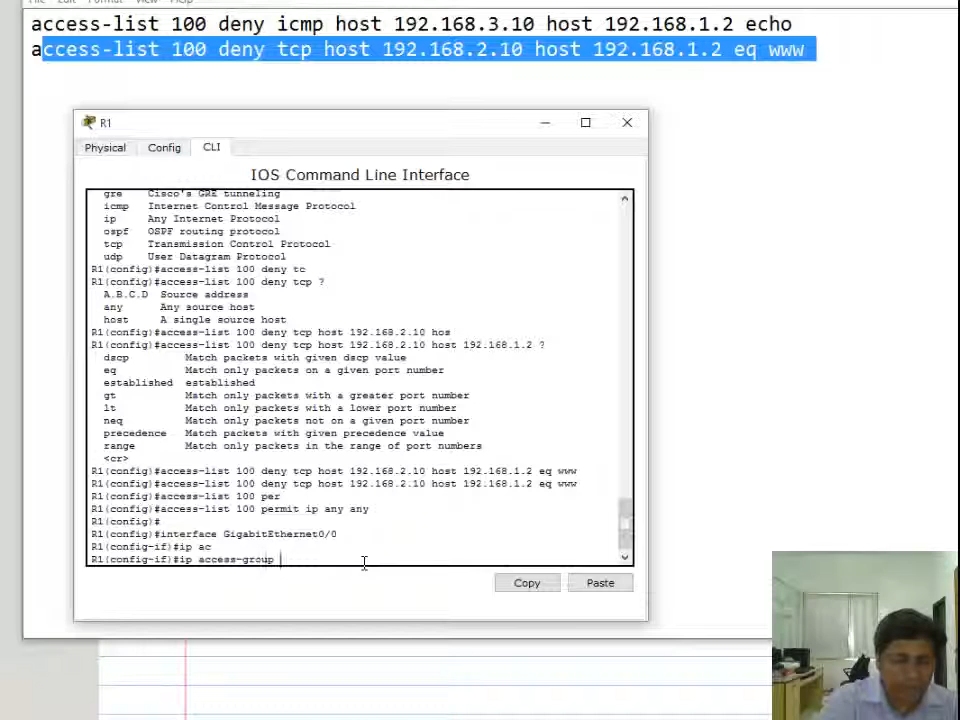 File Edit Format View Help
access-list 100 deny icmp host 192.168.3.10 host 192.168.1.2 echo
access-list 100 deny tcp host 192.168.2.10 host 192.168.1.2 eq www
R1
Physical Config CLI
IOS Command Line Interface
gre Cisco's GRE tunneling
icmp Internet Control Message Protocol
ip Any Internet Protocol
ospf OSPF routing protocol
tcp Transmission Control Protocol
udp User Datagram Protocol
R1(config)#access-list 100 deny tc
R1(config)#access-list 100 deny tcp ?
A.B.C.D Source address
any Any source host
host A single source host
R1(config)#access-list 100 deny tcp host 192.168.2.10 hos
R1(config)#access-list 100 deny tcp host 192.168.2.10 host 192.168.1.2 ?
dscp Match packets with given dscp value
eq Match only packets on a given port number
established established
gt Match only packets with a greater port number
lt Match only packets with a lower port number
neq Match only packets not on a given port number
precedence Match packets with given precedence value
range Match only packets in the range of port numbers
<cr>
R1(config)#access-list 100 deny tcp host 192.168.2.10 host 192.168.1.2 eq www
R1(config)#access-list 100 deny tcp host 192.168.2.10 host 192.168.1.2 eq www
R1(config)#access-list 100 per
R1(config)#access-list 100 permit ip any any
R1(config)#
R1(config)#interface GigabitEthernet0/0
R1(config-if)#ip ac
R1(config-if)#ip access-group
Copy Paste